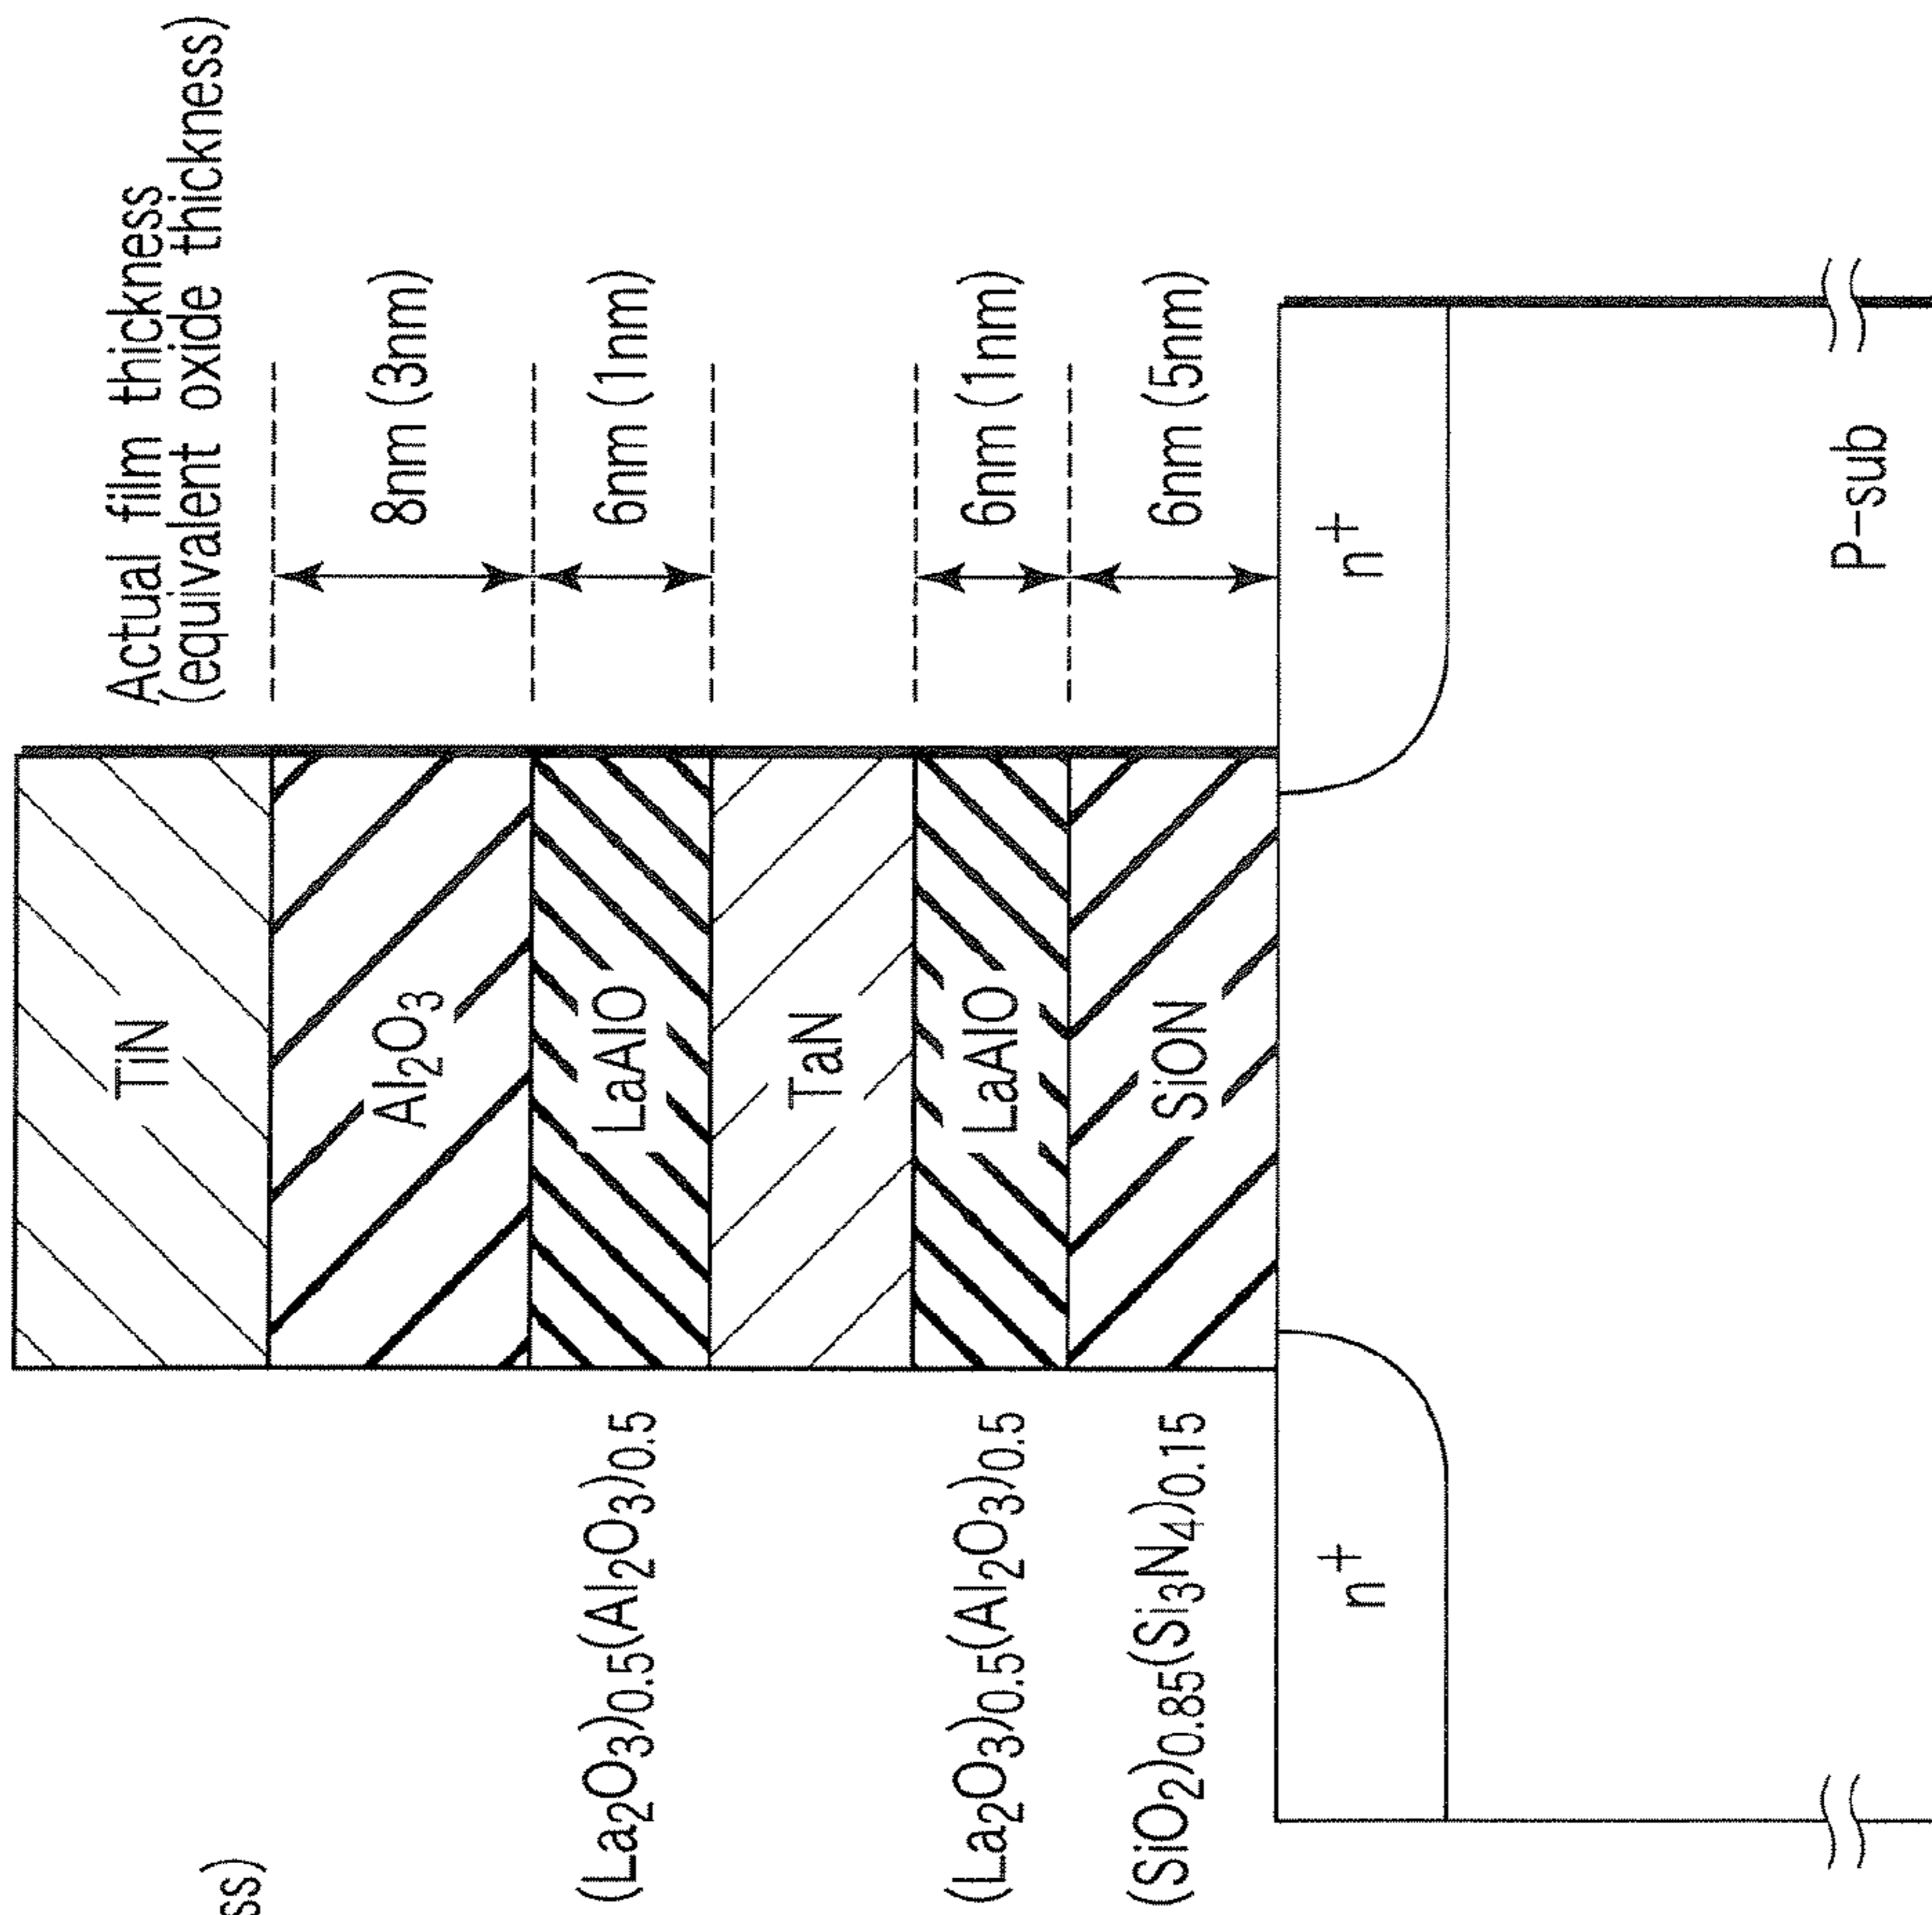 Actual film thickness
(equivalent oxide thickness)
TiN
Al2O3
8nm (3nm)
(La2O3)0.5(Al2O3)0.5
LaAlO
6nm (1nm)
TaN
(La2O3)0.5(Al2O3)0.5
LaAlO
6nm (1nm)
(SiO2)0.85(Si3N4)0.15
SiON
6nm (5nm)
n+
n+
P-sub